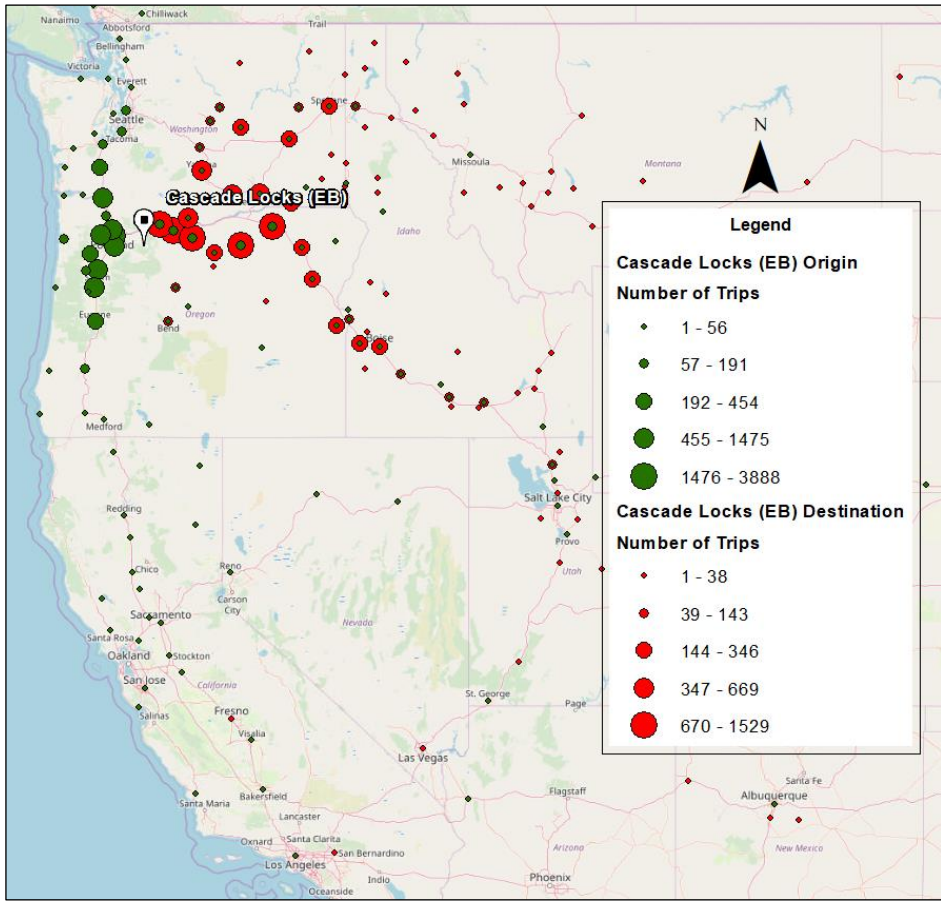 Nanaimo
Chilliwack
Trail
Abbotsford
Bellingham
Victoria
Everett
Seattle
Tacoma
Washington
Spokane
Missoula
Montana
N
Cascade Locks (EB)
Idaho
Oregon
Bend
Boise
Medford
Salt Lake City
Provo
Utah
Redding
Chico
Reno
Carson
City
Nevada
Sacramento
Santa Rosa
Oakland
Stockton
San Jose
California
Salinas
Fresno
Visalia
St. George
Page
Las Vegas
Bakersfield
Santa Maria
Lancaster
Flagstaff
Santa Fe
Albuquerque
Oxnard
Santa Clarita
San Bernardino
Los Angeles
Arizona
New Mexico
Indio
Phoenix
Oceanside
Legend
Cascade Locks (EB) Origin
Number of Trips
1 - 56
57 - 191
192 - 454
455 - 1475
1476 - 3888
Cascade Locks (EB) Destination
Number of Trips
1 - 38
39 - 143
144 - 346
347 - 669
670 - 1529